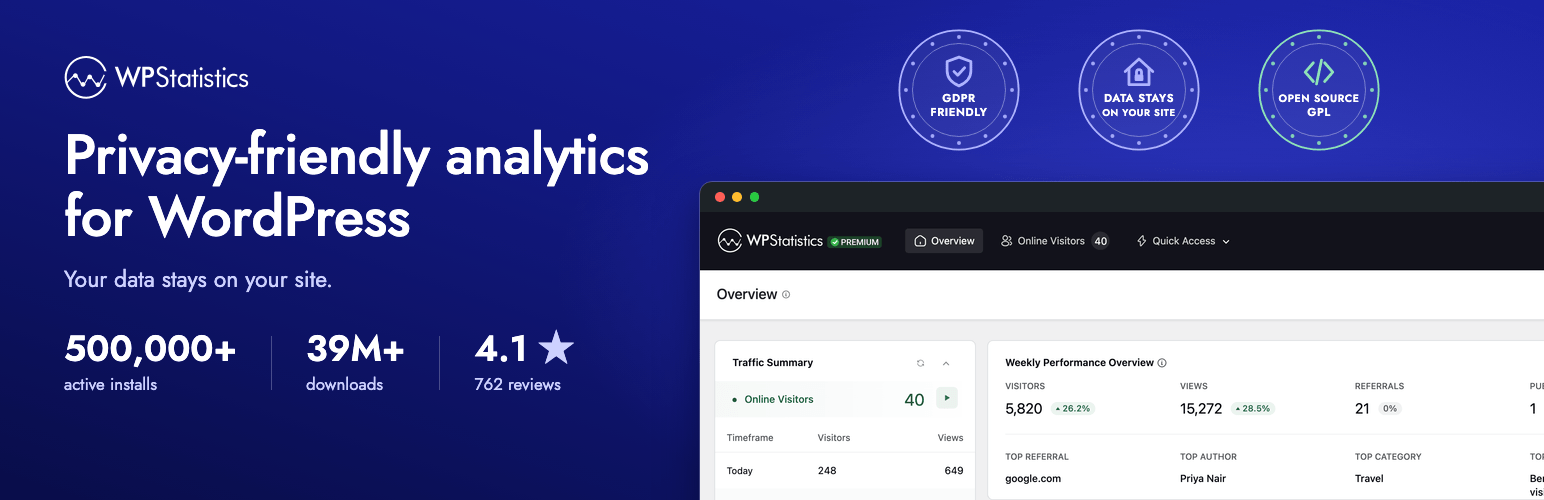 WPStatistics
Privacy-friendly analytics
for WordPress
Your data stays on your site.
500,000+
active installs
39M+
downloads
4.1
762 reviews
GDPR
FRIENDLY
DATA STAYS
ON YOUR SITE
OPEN SOURCE
GPL
WPStatistics PREMIUM Overview Online Visitors 40 Quick Access
Overview
Traffic Summary
Online Visitors 40
Timeframe Visitors Views
Today 248 649
Weekly Performance Overview
VISITORS VIEWS REFERRALS
5,820 26.2% 15,272 28.5% 21 0% 1
TOP REFERRAL TOP AUTHOR TOP CATEGORY
google.com Priya Nair Travel